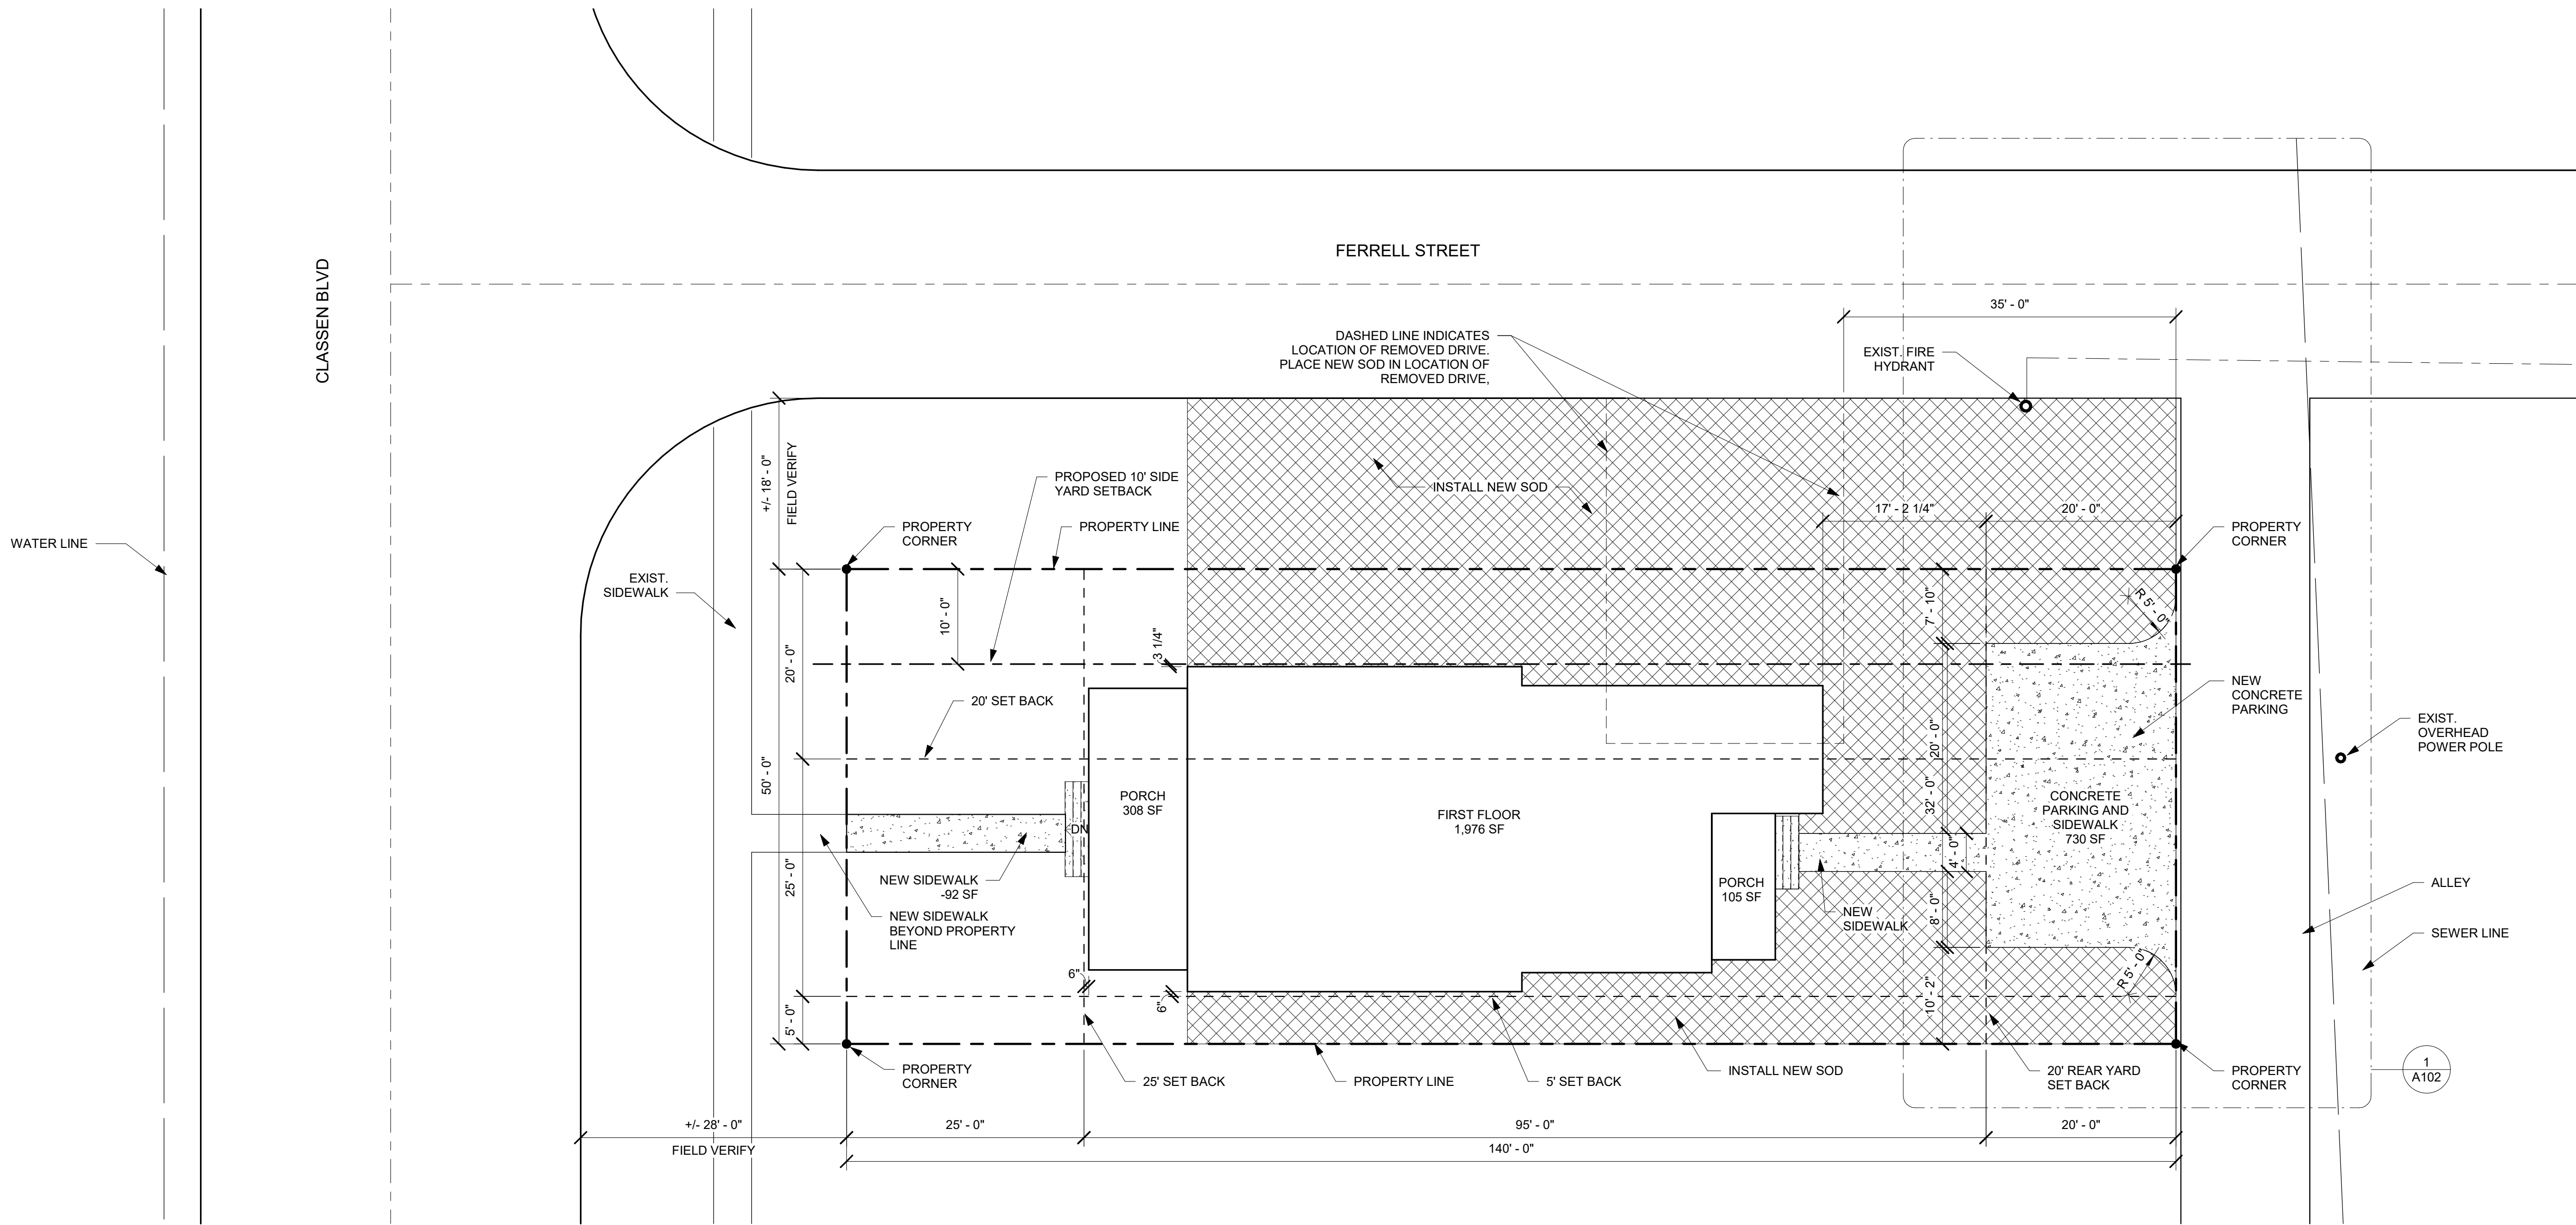 FERRELL STREET
CLASSEN BLVD
35' - 0"
DASHED LINE INDICATES
LOCATION OF REMOVED DRIVE.
PLACE NEW SOD IN LOCATION OF
REMOVED DRIVE,
EXIST. FIRE
HYDRANT
+/- 18' - 0"
FIELD VERIFY
PROPOSED 10' SIDE
YARD SETBACK
INSTALL NEW SOD
17' - 2 1/4"
20' - 0"
PROPERTY
CORNER
PROPERTY LINE
PROPERTY
CORNER
WATER LINE
EXIST.
SIDEWALK
10' - 0"
7' - 10"
R 5' - 0"
3 1/4"
20' - 0"
20' SET BACK
NEW
CONCRETE
PARKING
EXIST.
OVERHEAD
POWER POLE
50' - 0"
20' - 0"
32' - 0"
PORCH
308 SF
FIRST FLOOR
1,976 SF
CONCRETE
PARKING AND
SIDEWALK
730 SF
DN
4' - 0"
25' - 0"
NEW SIDEWALK
-92 SF
PORCH
105 SF
ALLEY
NEW SIDEWALK
BEYOND PROPERTY
LINE
NEW
SIDEWALK
8' - 0"
SEWER LINE
6"
6"
R 5' - 0"
10' - 2"
5' - 0"
PROPERTY
CORNER
25' SET BACK
PROPERTY LINE
5' SET BACK
INSTALL NEW SOD
20' REAR YARD
SET BACK
PROPERTY
CORNER
1
A102
+/- 28' - 0"
FIELD VERIFY
25' - 0"
95' - 0"
20' - 0"
140' - 0"